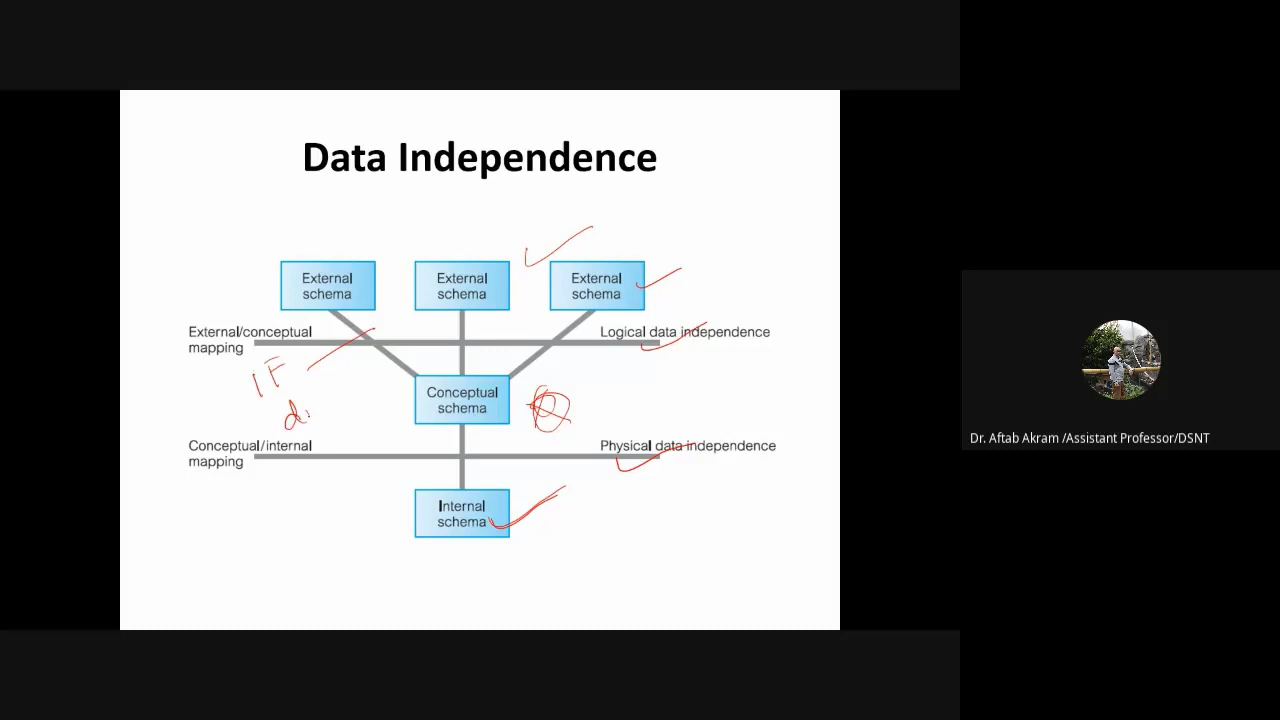 Data Independence
External
schema
External
schema
External
schema
External/conceptual
mapping
Logical data independence
IF
Conceptual
schema
Conceptual/internal
mapping
Physical data independence
Internal
schema
Dr. Aftab Akram /Assistant Professor/DSNT